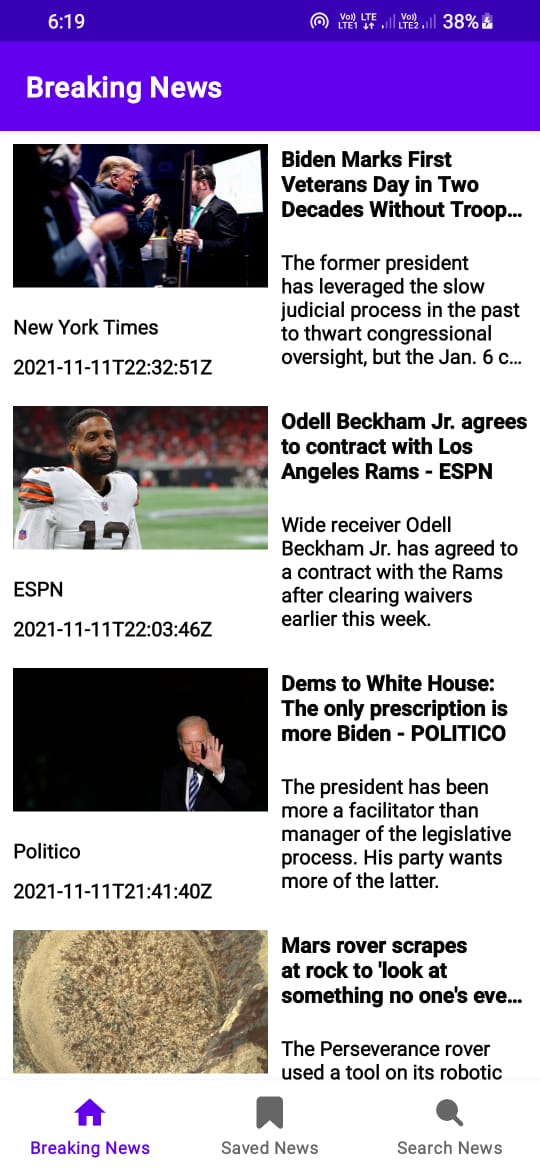 6:19
Vo)) LTE LTE1 Vo)) LTE2 38%
Breaking News
Biden Marks First
Veterans Day in Two
Decades Without Troop…
The former president
has leveraged the slow
judicial process in the past
to thwart congressional
oversight, but the Jan. 6 c…
New York Times
2021-11-11T22:32:51Z
Odell Beckham Jr. agrees
to contract with Los
Angeles Rams - ESPN
Wide receiver Odell
Beckham Jr. has agreed to
a contract with the Rams
after clearing waivers
earlier this week.
ESPN
2021-11-11T22:03:46Z
Dems to White House:
The only prescription is
more Biden - POLITICO
The president has been
more a facilitator than
manager of the legislative
process. His party wants
more of the latter.
Politico
2021-11-11T21:41:40Z
Mars rover scrapes
at rock to 'look at
something no one's eve…
The Perseverance rover
used a tool on its robotic
Breaking News
Saved News
Search News